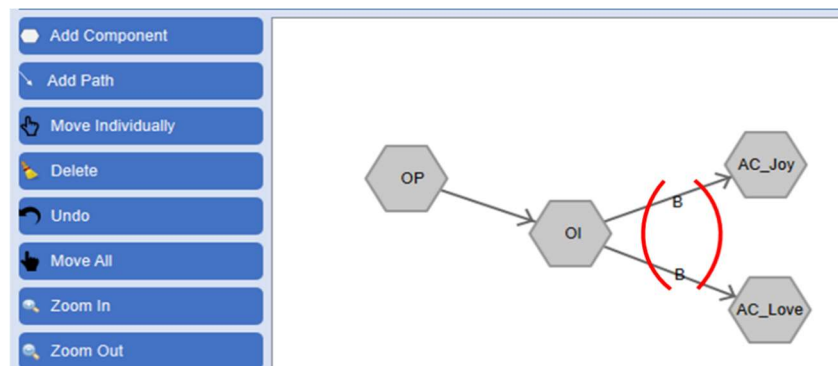 Add Component
Add Path
Move Individually
Delete
Undo
Move All
Zoom In
Zoom Out
OP
OI
B
B
AC_Joy
AC_Love